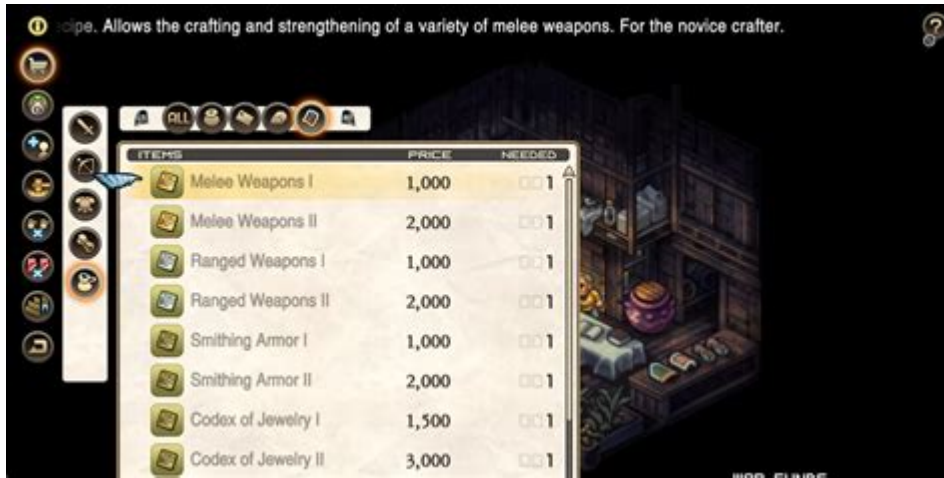 ecipe. Allows the crafting and strengthening of a variety of melee weapons. For the novice crafter.
ALL
ITEMS PRICE NEEDED
Melee Weapons I 1,000 1
Melee Weapons II 2,000 1
Ranged Weapons I 1,000 1
Ranged Weapons II 2,000 1
Smithing Armor I 1,000 1
Smithing Armor II 2,000 1
Codex of Jewelry I 1,500 1
Codex of Jewelry II 3,000 1
WAR FUNDS